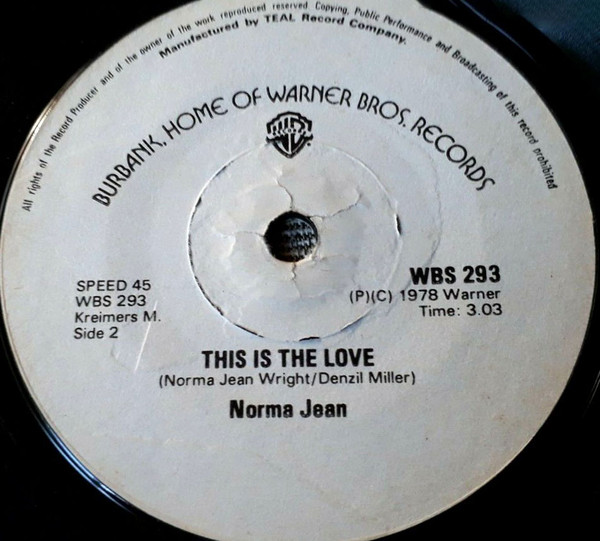 All rights of the Record Producer and of the owner of the work reproduced reserved Copying, Public Performance and Broadcasting of this record prohibited
Manufactured by TEAL Record Company.
BURBANK, HOME OF WARNER BROS. RECORDS
SPEED 45
WBS 293
Kreimers M.
Side 2
WBS 293
(P)(C) 1978 Warner
Time: 3.03
THIS IS THE LOVE
(Norma Jean Wright/Denzil Miller)
Norma Jean